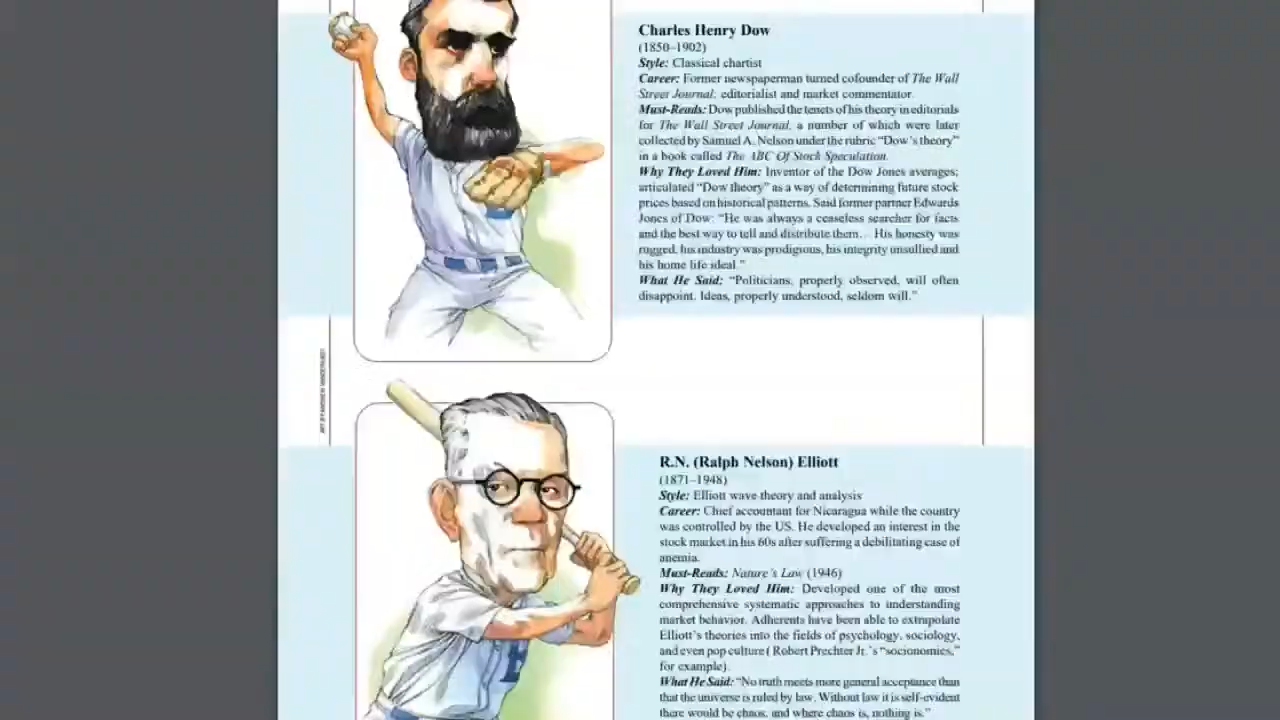 Charles Henry Dow
(1850–1902)
Style: Classical chartist
Career: Former newspaperman turned cofounder of The Wall
Street Journal; editorialist and market commentator.
Must-Reads: Dow published the tenets of his theory in editorials
for The Wall Street Journal, a number of which were later
collected by Samuel A. Nelson under the rubric “Dow’s theory”
in a book called The ABC Of Stock Speculation.
Why They Loved Him: Inventor of the Dow Jones averages;
articulated “Dow theory” as a way of determining future stock
prices based on historical patterns. Said former partner Edwards
Jones of Dow: “He was always a ceaseless searcher for facts
and the best way to tell and distribute them... His honesty was
rugged, his industry was prodigious, his integrity unsullied and
his home life ideal.”
What He Said: “Politicians, properly observed, will often
disappoint. Ideas, properly understood, seldom will.”
R.N. (Ralph Nelson) Elliott
(1871–1948)
Style: Elliott wave theory and analysis
Career: Chief accountant for Nicaragua while the country
was controlled by the US. He developed an interest in the
stock market in his 60s after suffering a debilitating case of
anemia.
Must-Reads: Nature’s Law (1946)
Why They Loved Him: Developed one of the most
comprehensive systematic approaches to understanding
market behavior. Adherents have been able to extrapolate
Elliott’s theories into the fields of psychology, sociology,
and even pop culture ( Robert Prechter Jr.’s “socionomics,”
for example).
What He Said: “No truth meets more general acceptance than
that the universe is ruled by law. Without law it is self-evident
there would be chaos, and where chaos is, nothing is.”
E